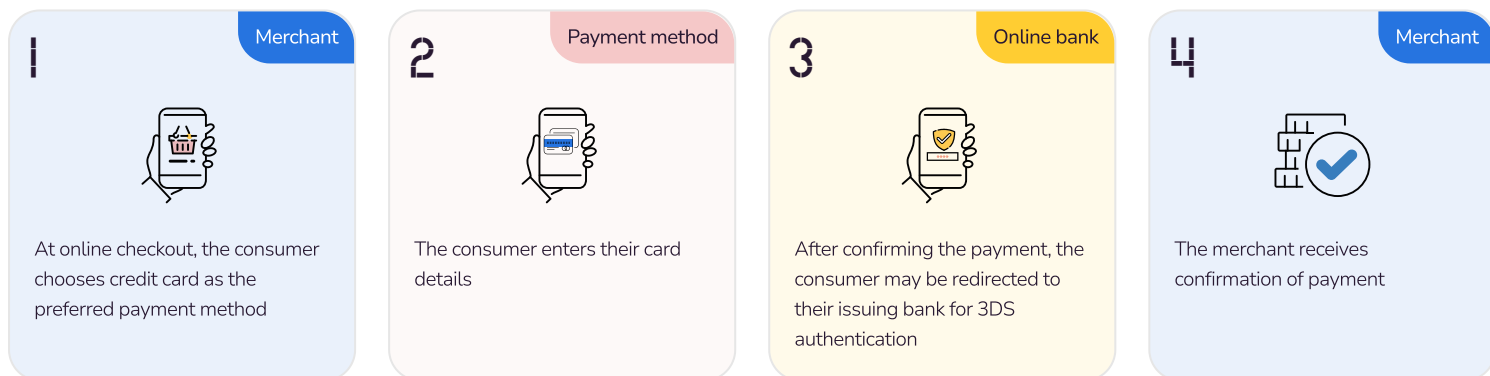 1
Merchant
At online checkout, the consumer
chooses credit card as the
preferred payment method
2
Payment method
The consumer enters their card
details
3
Online bank
After confirming the payment, the
consumer may be redirected to
their issuing bank for 3DS
authentication
4
Merchant
The merchant receives
confirmation of payment